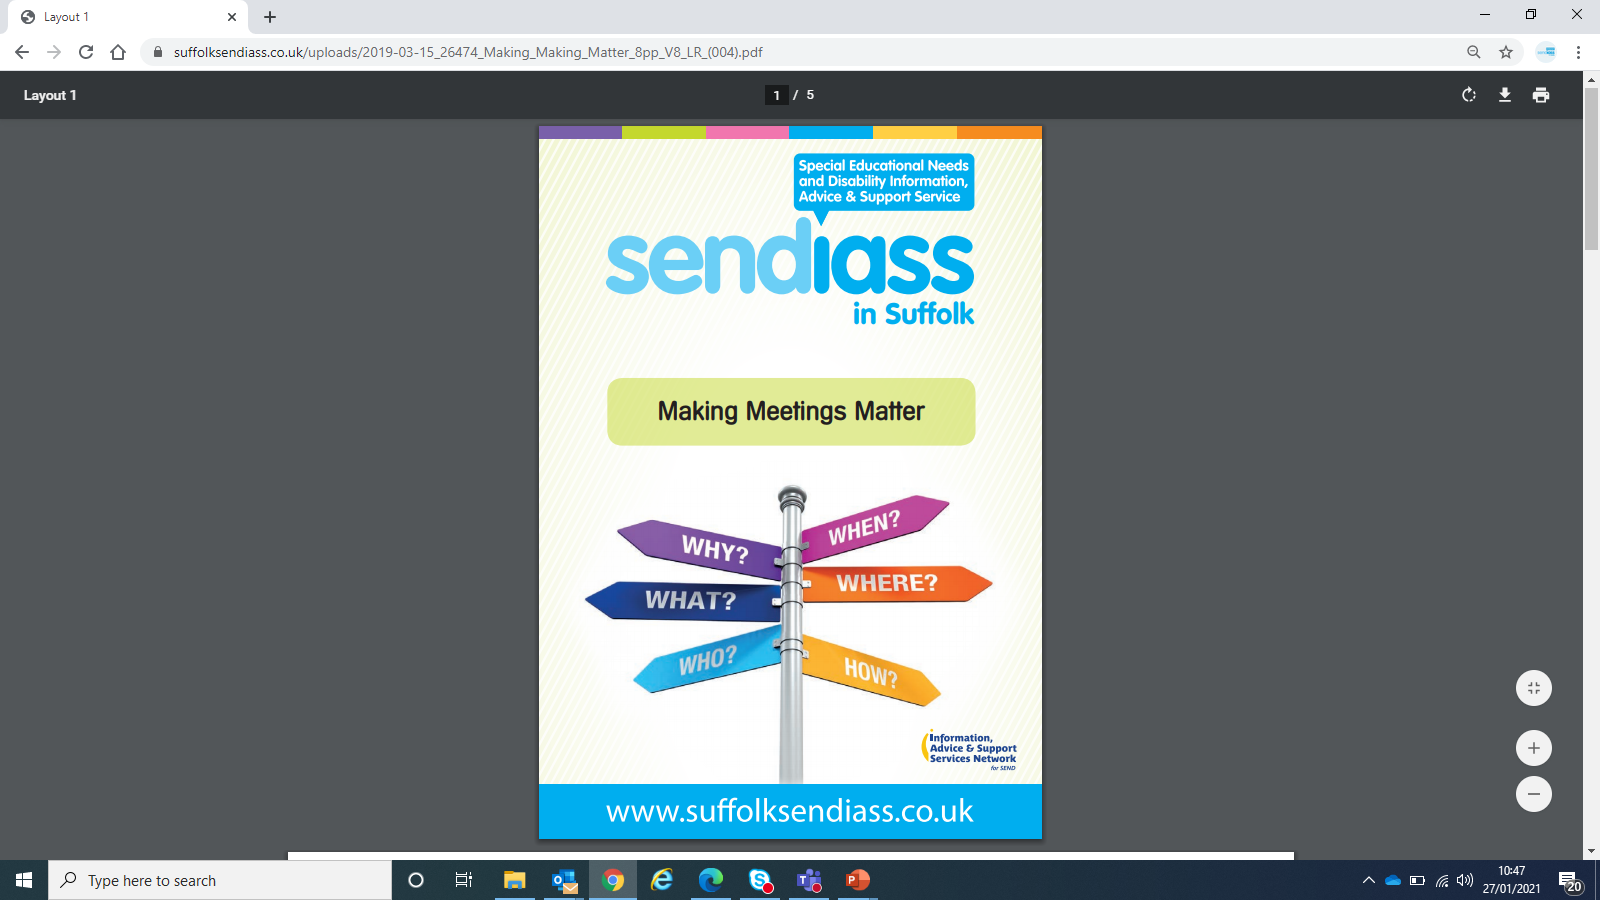 Layout 1
suffolksendiass.co.uk/uploads/2019-03-15_26474_Making_Making_Matter_8pp_V8_LR_(004).pdf
Layout 1
1 / 5
Special Educational Needs
and Disability Information,
Advice & Support Service
sendiass
in Suffolk
Making Meetings Matter
WHEN?
WHY?
WHERE?
WHAT?
WHO?
HOW?
Information,
Advice & Support
Services Network
for SEND
www.suffolksendiass.co.uk
Type here to search
10:47
27/01/2021
20